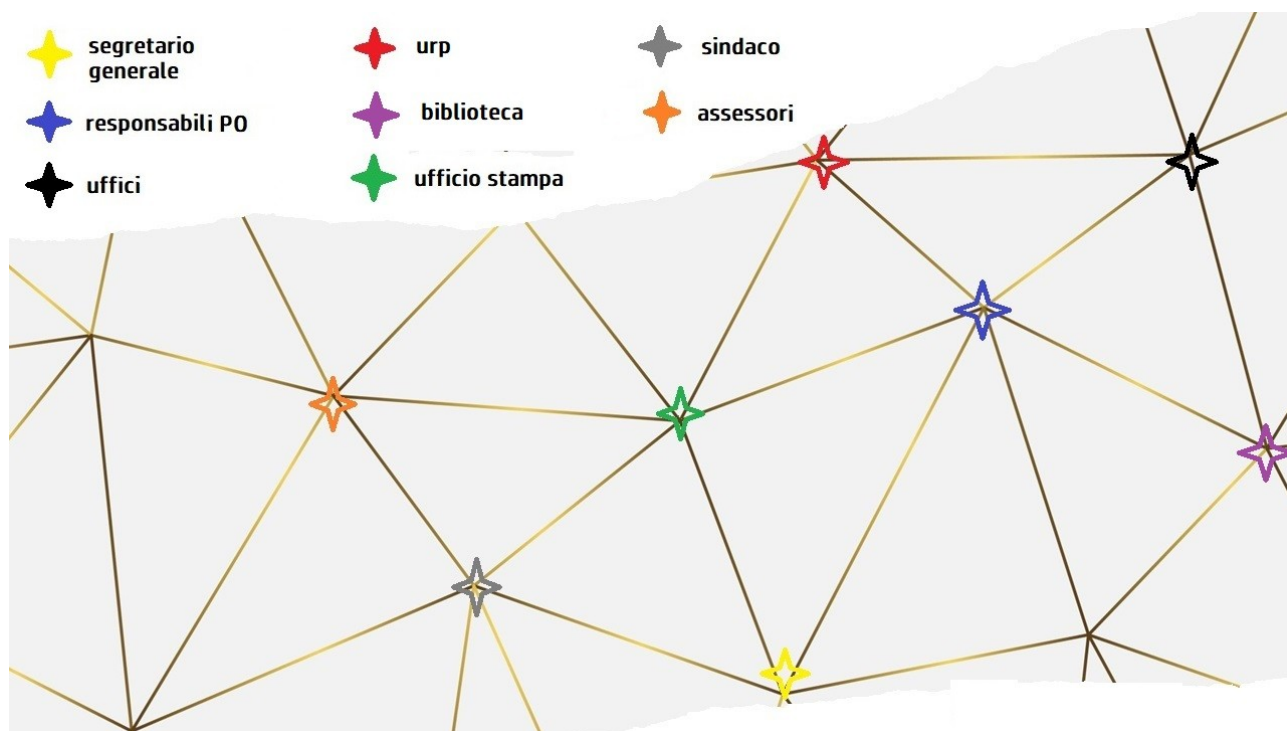 segretario
generale
responsabili PO
uffici
urp
biblioteca
ufficio stampa
sindaco
assessori